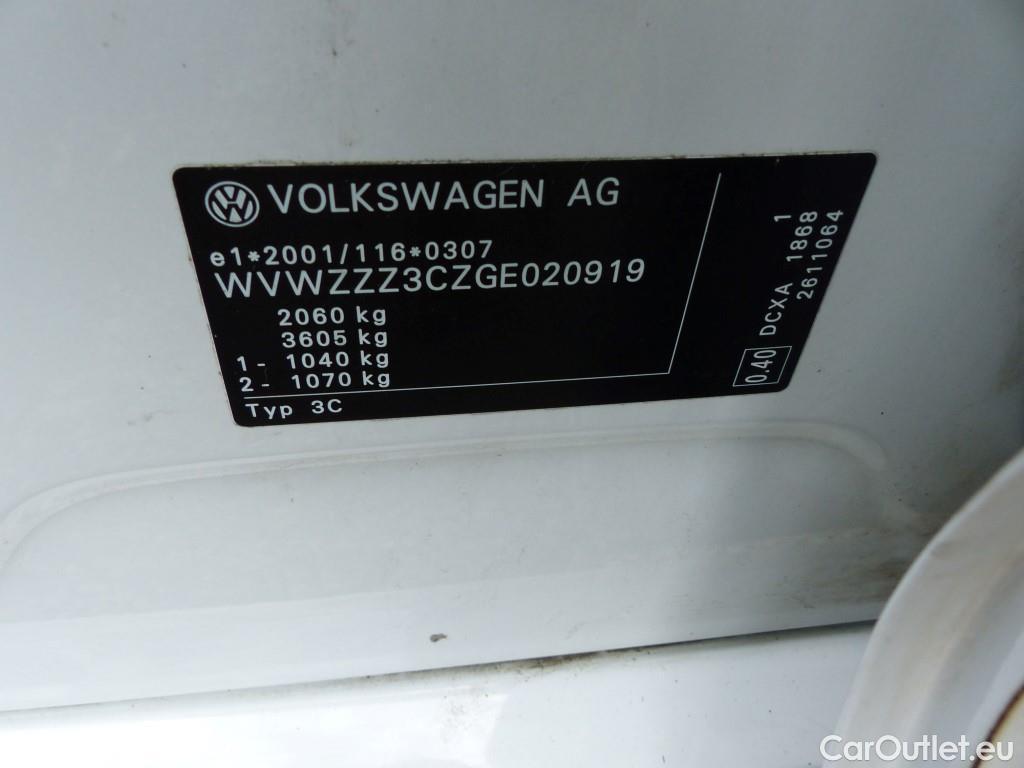 VOLKSWAGEN AG
e1*2001/116*0307
WVWZZZ3CZGE020919
2060 kg
3605 kg
1 - 1040 kg
2 - 1070 kg
Typ 3C
1
0.40 DCXA 1868
2611064
CarOutlet.eu